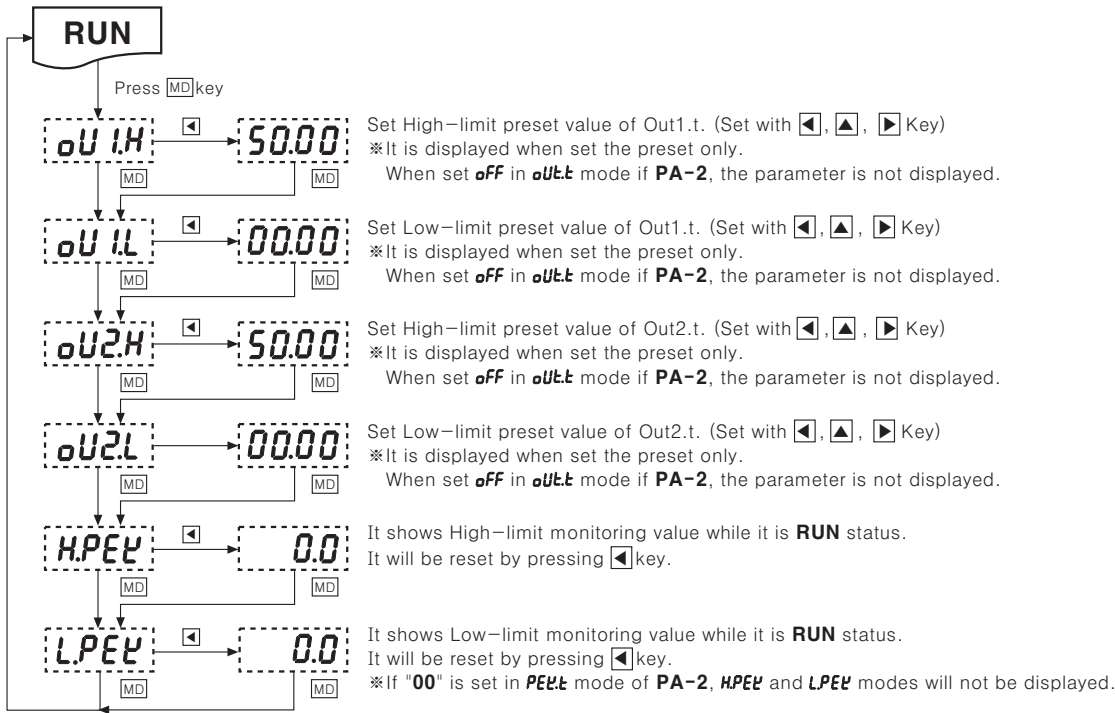 RUN
Press MD key
oU1.H ◀ 50.00
MD MD
Set High-limit preset value of Out1.t. (Set with ◀, ▲, ▶ Key)
※It is displayed when set the preset only.
When set oFF in oUt.t mode if PA-2, the parameter is not displayed.
oU1.L ◀ 00.00
MD MD
Set Low-limit preset value of Out1.t. (Set with ◀, ▲, ▶ Key)
※It is displayed when set the preset only.
When set oFF in oUt.t mode if PA-2, the parameter is not displayed.
oU2.H ◀ 50.00
MD MD
Set High-limit preset value of Out2.t. (Set with ◀, ▲, ▶ Key)
※It is displayed when set the preset only.
When set oFF in oUt.t mode if PA-2, the parameter is not displayed.
oU2.L 00.00
MD MD
Set Low-limit preset value of Out2.t. (Set with ◀, ▲, ▶ Key)
※It is displayed when set the preset only.
When set oFF in oUt.t mode if PA-2, the parameter is not displayed.
H.PEK ◀ 0.0
MD MD
It shows High-limit monitoring value while it is RUN status.
It will be reset by pressing ◀ key.
L.PEK ◀ 0.0
MD MD
It shows Low-limit monitoring value while it is RUN status.
It will be reset by pressing ◀ key.
※If "00" is set in PEK.t mode of PA-2, H.PEK and L.PEK modes will not be displayed.